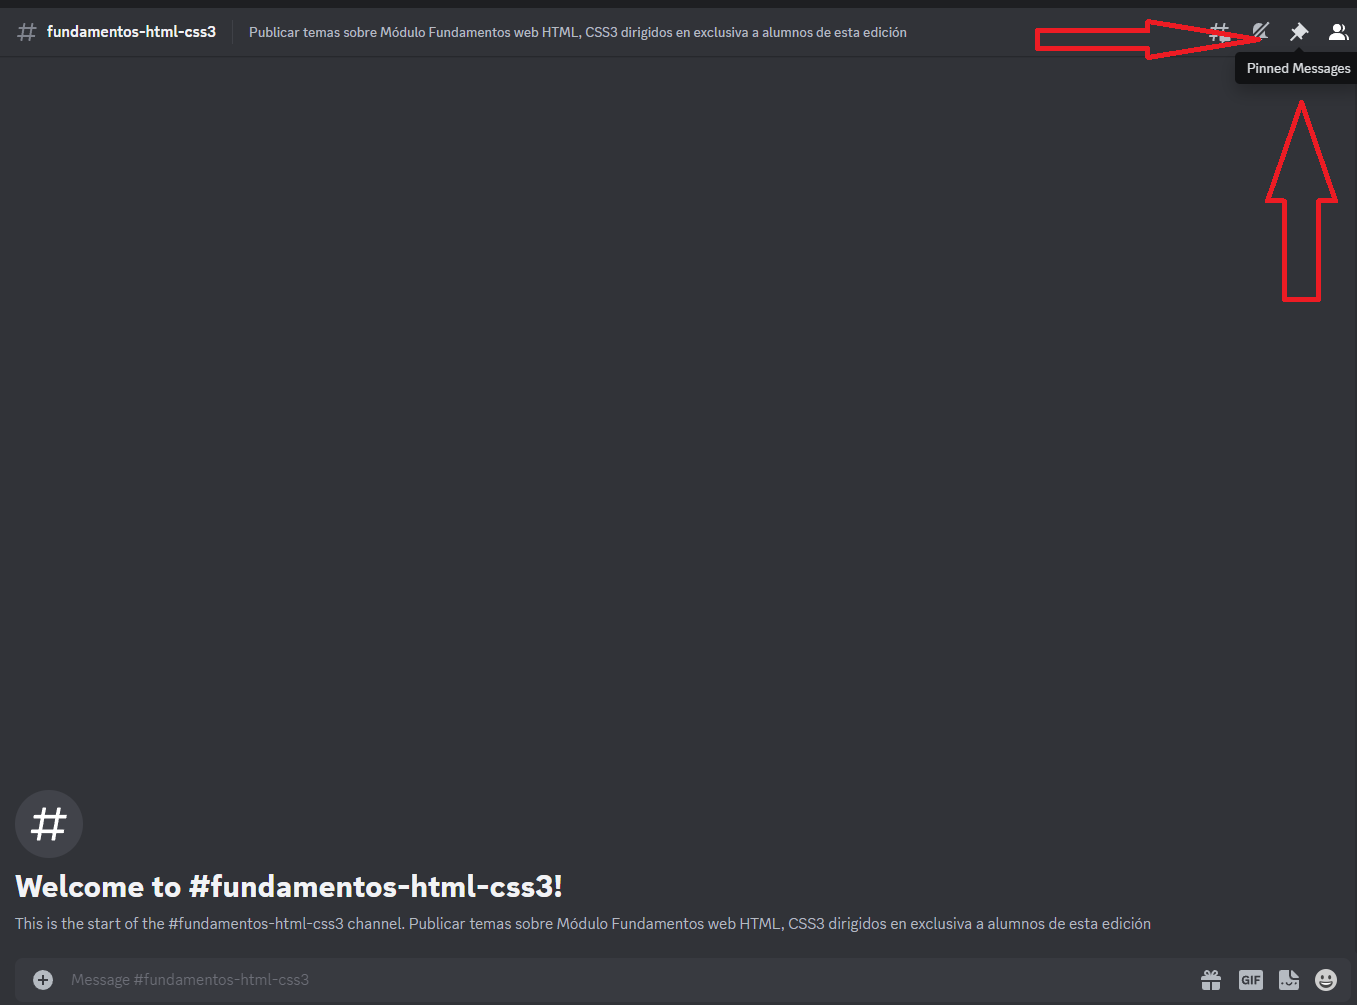 fundamentos-html-css3
Publicar temas sobre Módulo Fundamentos web HTML, CSS3 dirigidos en exclusiva a alumnos de esta edición
Pinned Messages
Welcome to #fundamentos-html-css3!
This is the start of the #fundamentos-html-css3 channel. Publicar temas sobre Módulo Fundamentos web HTML, CSS3 dirigidos en exclusiva a alumnos de esta edición
Message #fundamentos-html-css3
GIF